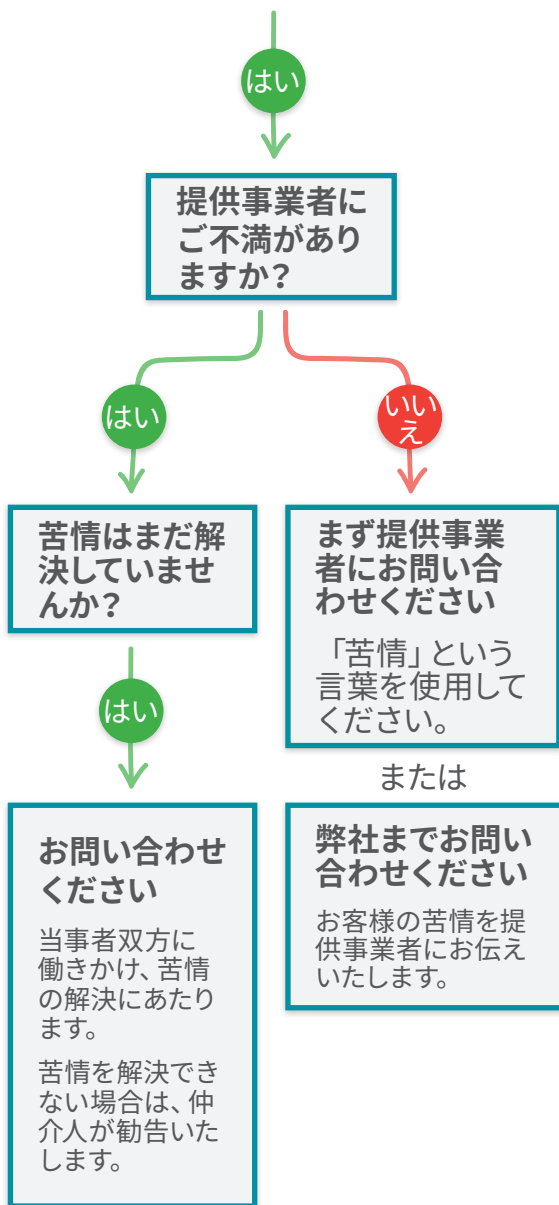 はい
提供事業者に
ご不満があり
ますか？
はい
いい
え
苦情はまだ解
決していませ
んか？
まず提供事業
者にお問い合
わせください
「苦情」という
言葉を使用して
ください。
はい
または
お問い合わせ
ください
当事者双方に
働きかけ、苦情
の解決にあたり
ます。
苦情を解決でき
ない場合は、仲
介人が勧告いた
します。
弊社までお問い
合わせください
お客様の苦情を提
供事業者にお伝え
いたします。